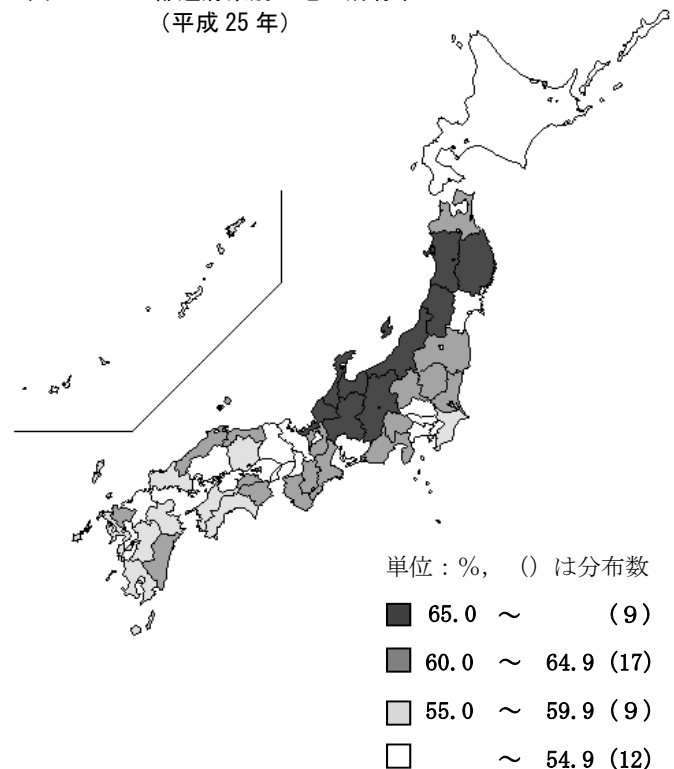 (平成 25 年)
単位：%， () は分布数
65.0 ～ (9)
60.0 ～ 64.9 (17)
55.0 ～ 59.9 (9)
～ 54.9 (12)